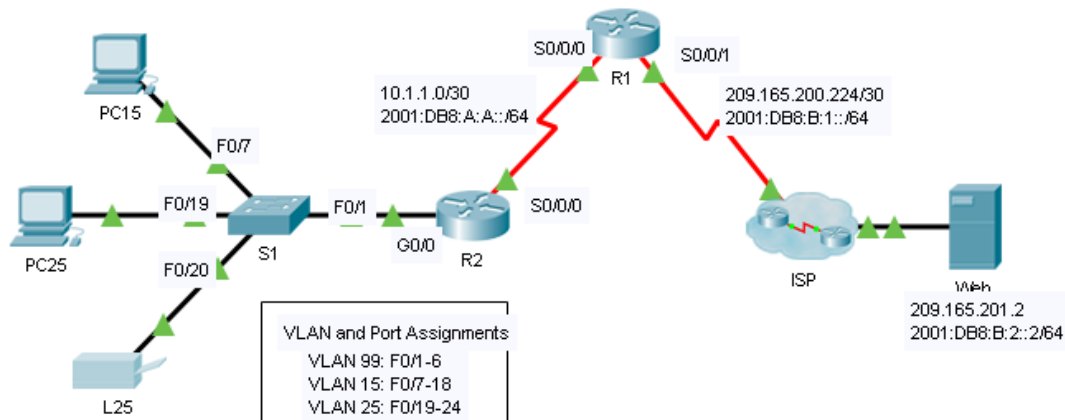 PC15
F0/7
F0/19
PC25
F0/20
L25
S1
F0/1
G0/0
R2
S0/0/0
10.1.1.0/30
2001:DB8:A:A::/64
S0/0/0
R1
S0/0/1
209.165.200.224/30
2001:DB8:B:1::/64
ISP
Web
209.165.201.2
2001:DB8:B:2::2/64
VLAN and Port Assignments
VLAN 99: F0/1-6
VLAN 15: F0/7-18
VLAN 25: F0/19-24